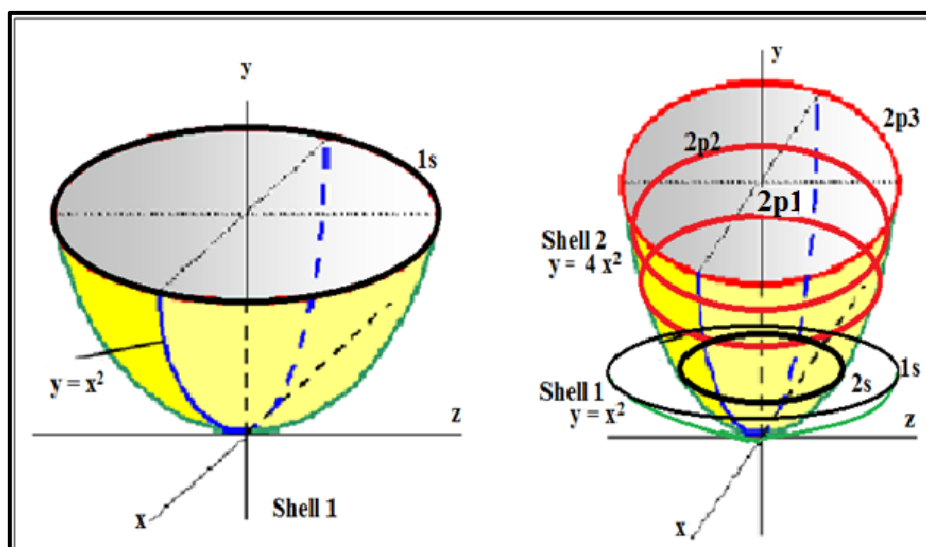 y
1s
y = x²
z
x
Shell 1
y
2p3
2p2
2p1
Shell 2
y = 4 x²
1s
2s
Shell 1
y = x²
z
x